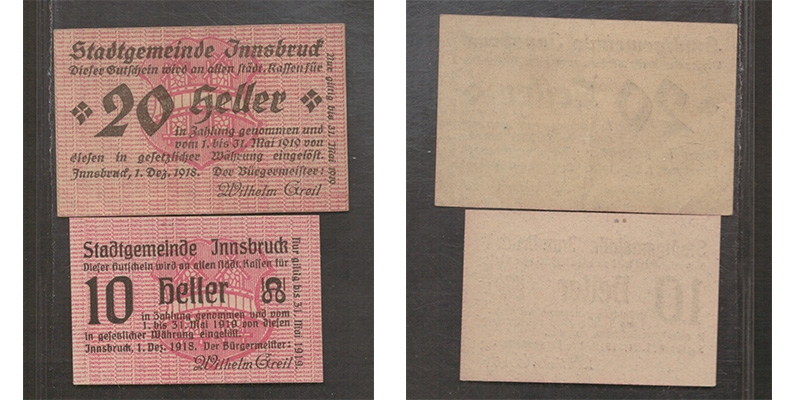 Stadtgemeinde Innsbruck
Dieser Gutschein wird an allen städt. Kassen für
20 Heller
in Zahlung genommen und
vom 1. bis 31. Mai 1919 von
diesen in gesetzlicher Währung eingelöst.
Innsbruck, 1. Dez. 1918. Der Bürgermeister:
Wilhelm Greil
Nur giltig bis 31. Mai 1919
Stadtgemeinde Innsbruck
Dieser Gutschein wird an allen städt. Kassen für
10 Heller
in Zahlung genommen und vom
1. bis 31. Mai 1919 von diesen
in gesetzlicher Währung eingelöst.
Innsbruck, 1. Dez. 1918. Der Bürgermeister:
Wilhelm Greil
Nur giltig bis 31. Mai 1919.